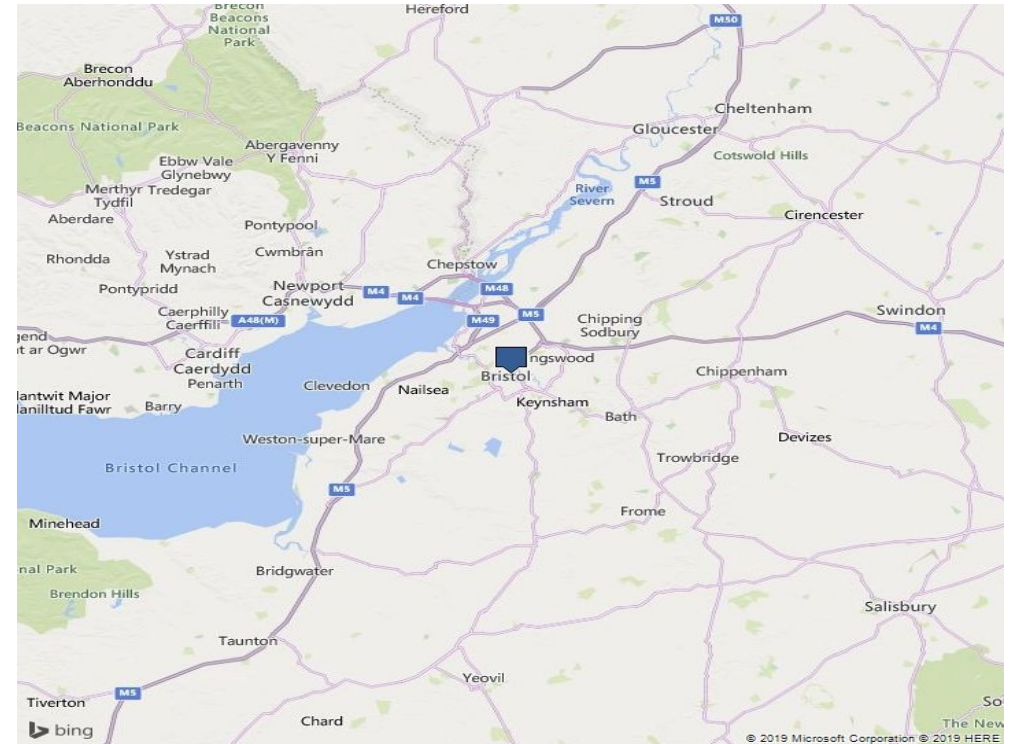 Brecon
Beacons
National
Park
Hereford
M50
Brecon
Aberhonddu
Cheltenham
Gloucester
Beacons National Park
Abergavenny
Y Fenni
Cotswold Hills
Ebbw Vale
Glynebwy
M5
Merthyr Tredegar
Tydfil
River
Severn
Stroud
Aberdare
Cirencester
Pontypool
Rhondda
Ystrad
Mynach
Cwmbrân
Chepstow
Pontypridd
Newport
Casnewydd
M4
M4
M48
Caerphilly
Caerffili
A48(M)
M49
M5
Chipping
Sodbury
Swindon
M4
gend
nt ar Ogwr
Cardiff
Caerdydd
Penarth
ngswood
Bristol
Chippenham
Clevedon
Nailsea
lantwit Major
lanilltud Fawr
Barry
Keynsham
Bath
Weston-super-Mare
Devizes
Bristol Channel
Trowbridge
M5
Minehead
Frome
nal Park
Bridgwater
Brendon Hills
Salisbury
Taunton
Yeovil
M5
Tiverton
So
Chard
The New
bing
© 2019 Microsoft Corporation © 2019 HERE